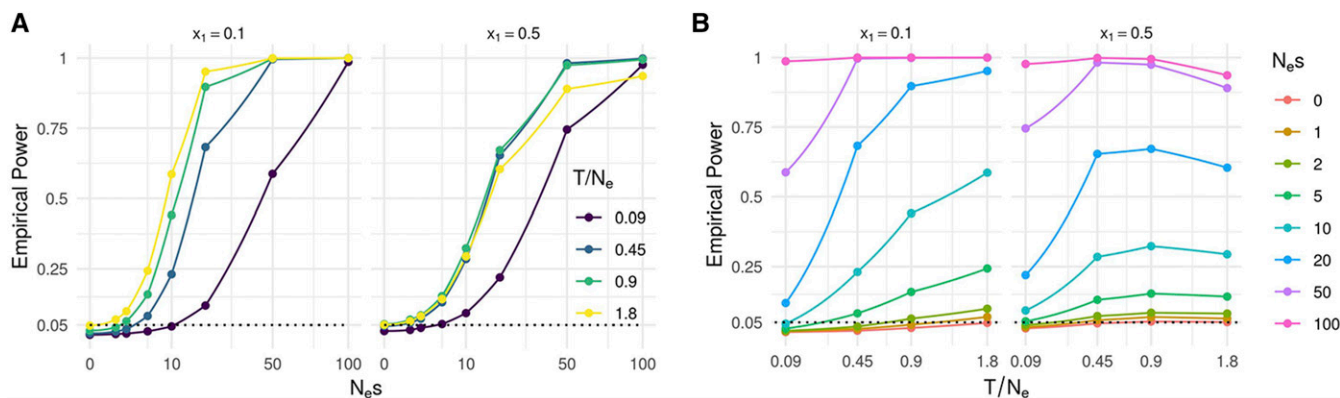 A
x₁ = 0.1
x₁ = 0.5
Empirical Power
1
0.75
0.5
0.25
0.05
T/Nₑ
0.09
0.45
0.9
1.8
0 10 50 100
0 10 50 100
Nₑs
B
x₁ = 0.1
x₁ = 0.5
Empirical Power
1
0.75
0.5
0.25
0.05
0.09 0.45 0.9 1.8
0.09 0.45 0.9 1.8
T/Nₑ
Nₑs
0
1
2
5
10
20
50
100